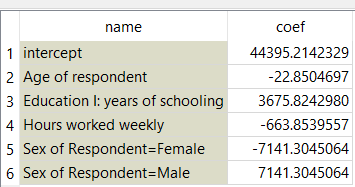 name coef
1 intercept 44395.2142329
2 Age of respondent -22.8504697
3 Education I: years of schooling 3675.8242980
4 Hours worked weekly -663.8539557
5 Sex of Respondent=Female -7141.3045064
6 Sex of Respondent=Male 7141.3045064